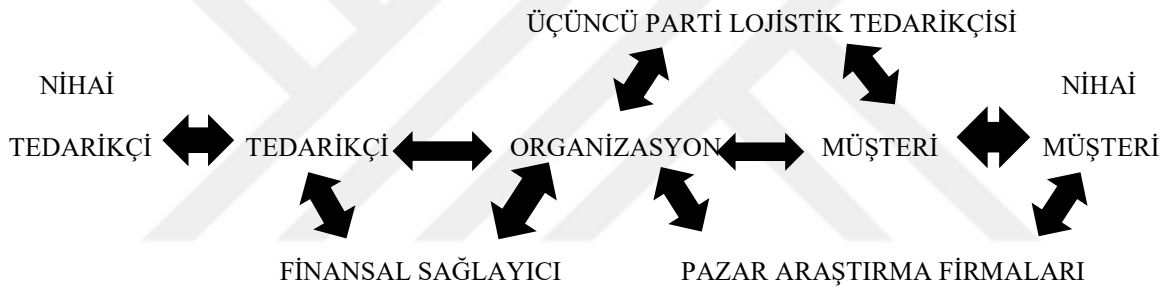 ÜÇÜNCÜ PARTİ LOJİSTİK TEDARİKÇİSİ
NİHAİ
TEDARİKÇİ
TEDARİKÇİ
ORGANİZASYON
MÜŞTERİ
NİHAİ
MÜŞTERİ
FİNANSAL SAĞLAYICI
PAZAR ARAŞTIRMA FİRMALARI